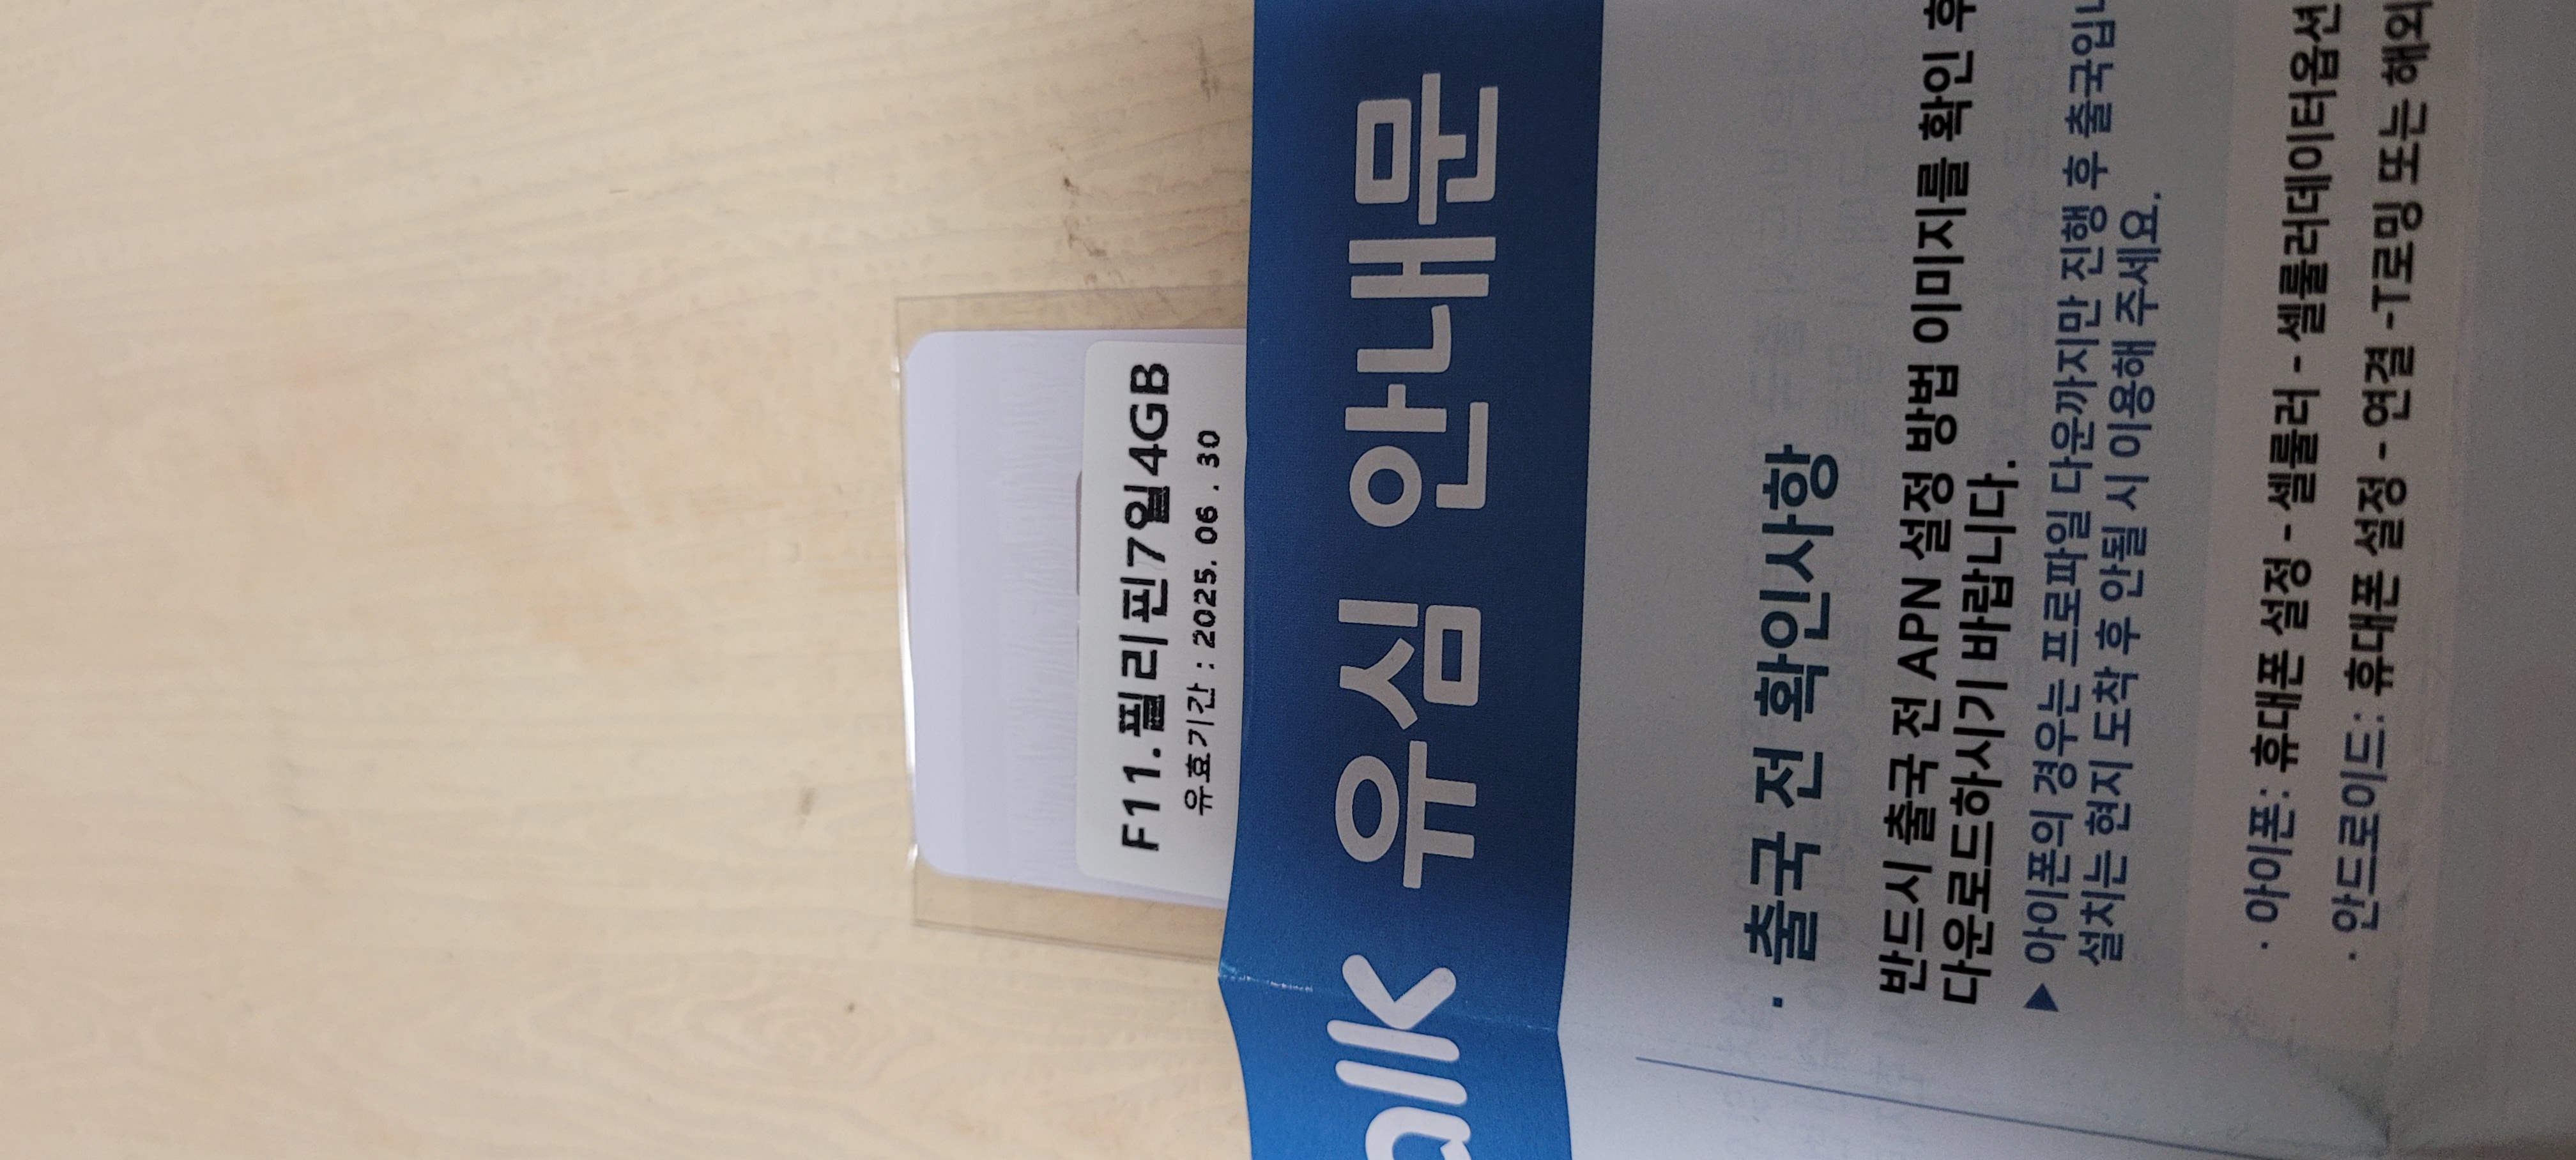 F11.필리핀7일4GB
유효기간 : 2025. 06 . 30
alk 유심 안내문
· 출국 전 확인사항
반드시 출국 전 APN 설정 방법 이미지를 확인 후
다운로드하시기 바랍니다.
▶ 아이폰의 경우는 프로파일 다운까지만 진행 후 출국입니
설치는 현지 도착 후 안될 시 이용해 주세요.
· 아이폰: 휴대폰 설정 - 셀룰러 - 셀룰러데이터옵션
· 안드로이드: 휴대폰 설정 - 연결 -T로밍 또는 해외